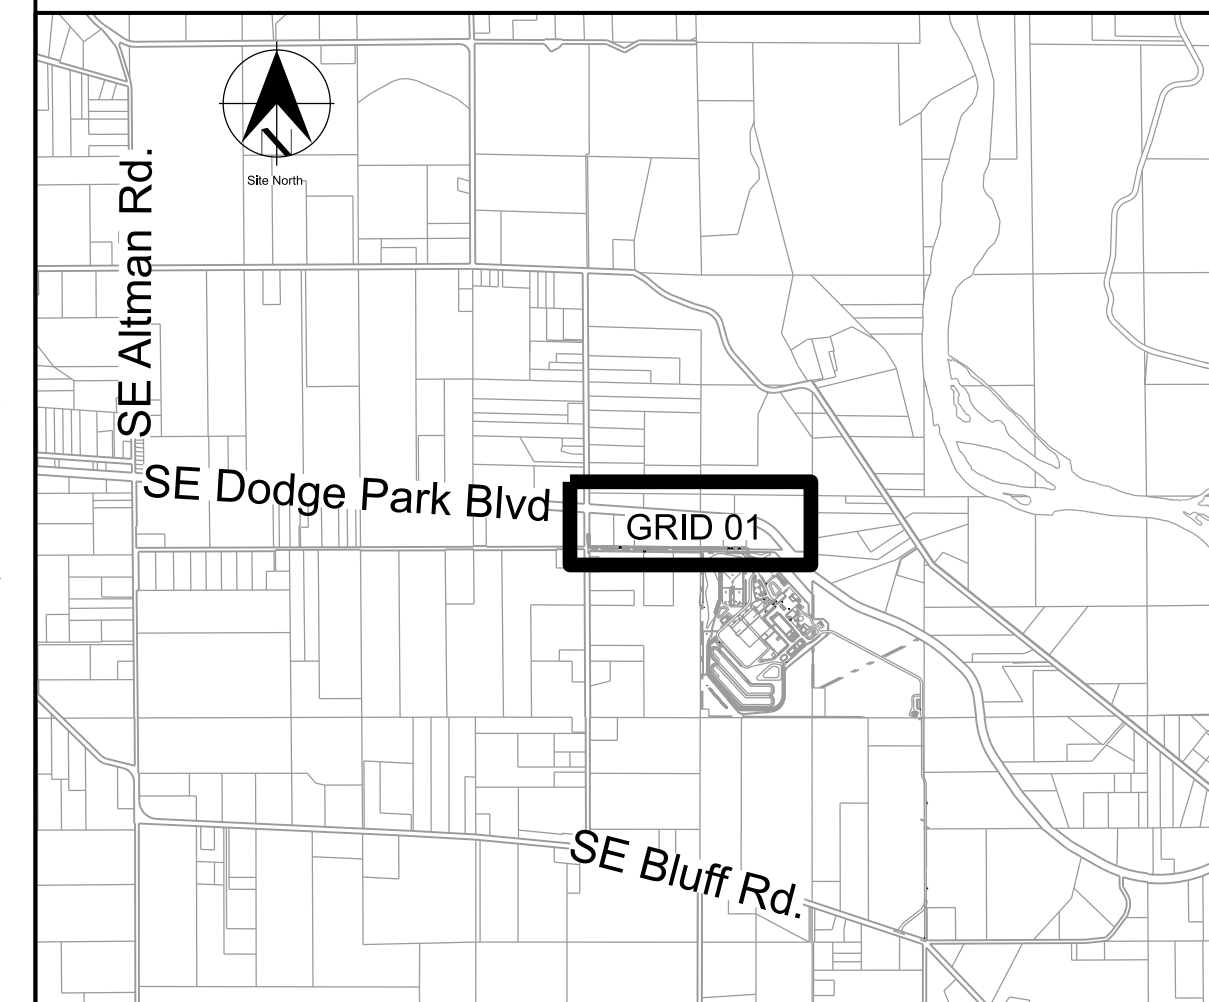 Site North
SE Altman Rd.
SE Dodge Park Blvd
GRID 01
SE Bluff Rd.